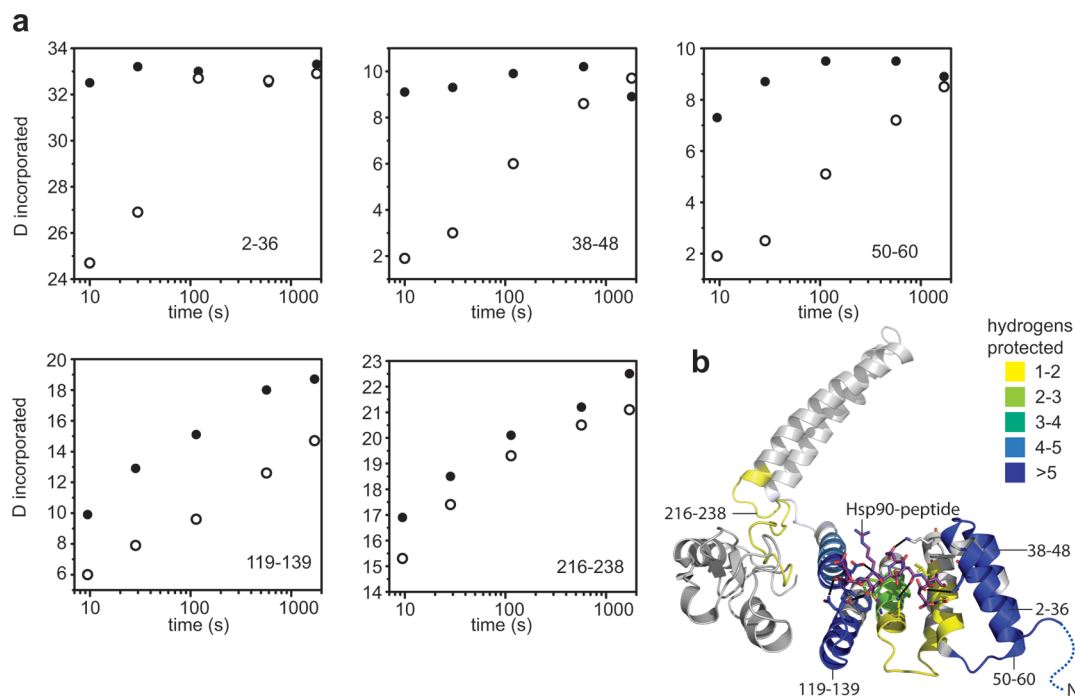 a
D incorporated
34
32
30
28
26
24
2-36
10 100 1000
time (s)
10
8
6
4
2
38-48
10 100 1000
time (s)
10
8
6
4
2
50-60
10 100 1000
time (s)
D incorporated
20
18
16
14
12
10
8
6
119-139
10 100 1000
time (s)
23
22
21
20
19
18
17
16
15
14
216-238
10 100 1000
time (s)
b
hydrogens
protected
1-2
2-3
3-4
4-5
>5
216-238
Hsp90-peptide
38-48
2-36
50-60
N
119-139